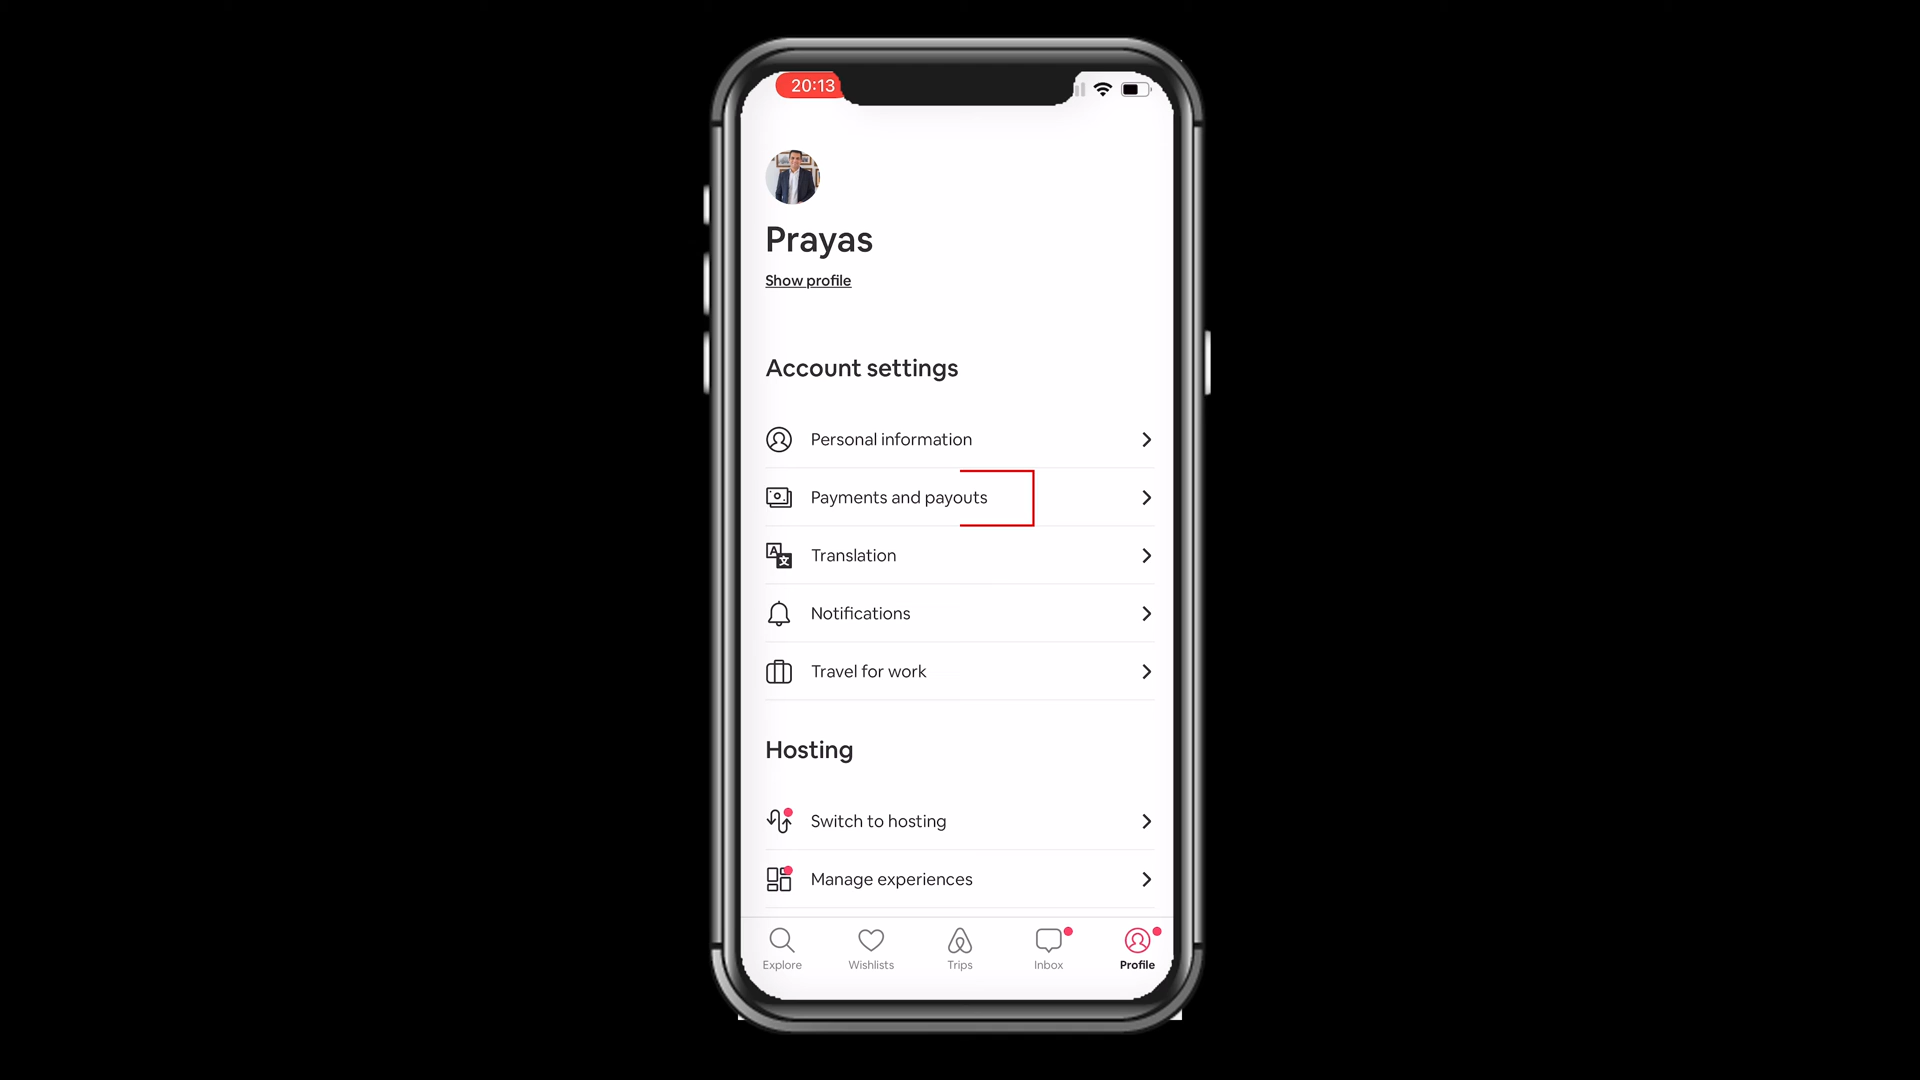 20:13
Prayas
Show profile
Account settings
Personal information
Payments and payouts
Translation
Notifications
Travel for work
Hosting
Switch to hosting
Manage experiences
Explore
Wishlists
Trips
Inbox
Profile